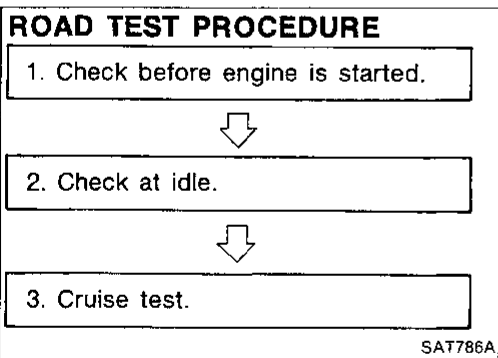 ROAD TEST PROCEDURE
1. Check before engine is started.
2. Check at idle.
3. Cruise test.
SAT786A